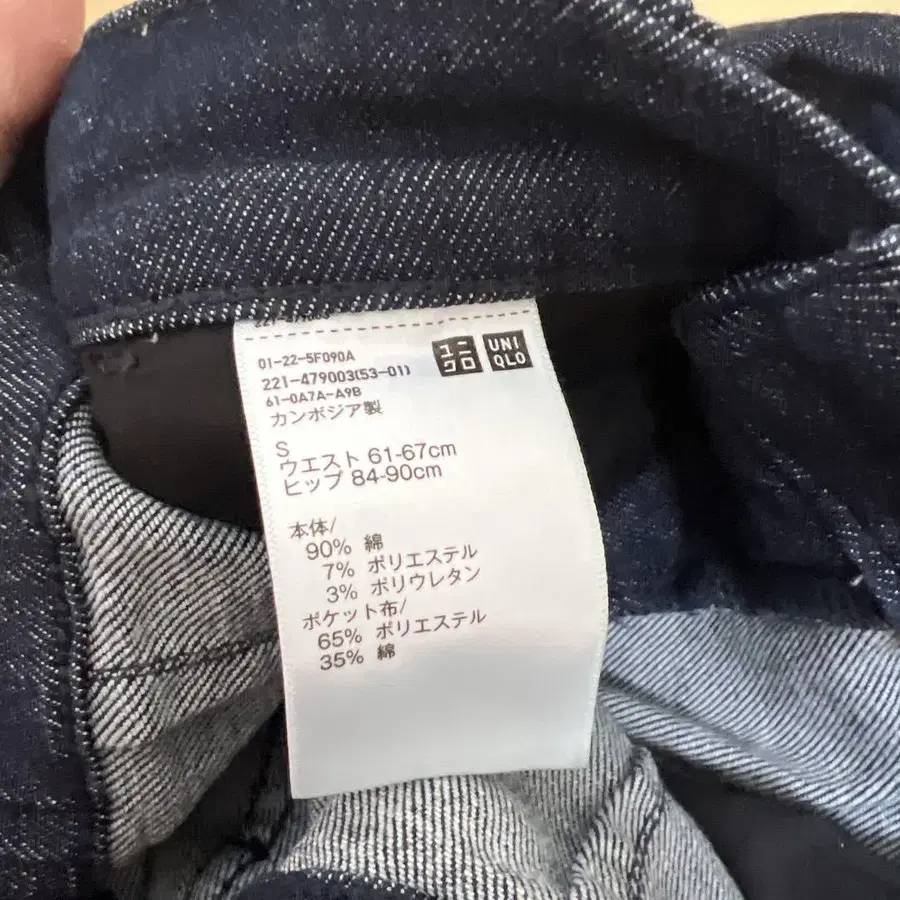 01-22-5F090A
221-479003(53-01)
61-0A7A-A9B
カンボジア製
ユニ
クロ
UNI
QLO
S
ウエスト 61-67cm
ヒップ 84-90cm
本体/
90% 綿
7% ポリエステル
3% ポリウレタン
ポケット布/
65% ポリエステル
35% 綿